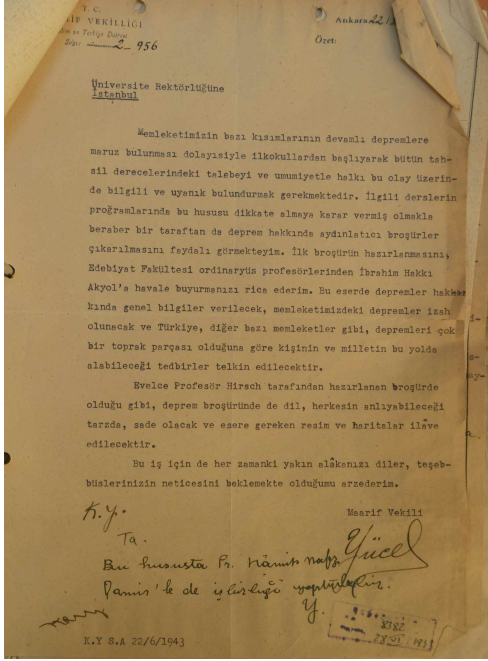 T. C.
VEKİLLİĞİ
2 956
Ankara 22/
Özet:
Üniversite Rektörlüğüne
İstanbul
Memleketimizin bazı kısımlarının devamlı depremlere
maruz bulunması dolayısiyle ilkokullardan başlıyarak bütün tah-
sil derecelerindeki talebeyi ve umumiyetle halkı bu olay üzerin-
de bilgili ve uyanık bulundurmak gerekmektedir. İlgili derslerin
proğramlarında bu hususu dikkate almaya karar vermiş olmakla
beraber bir taraftan da deprem hakkında aydınlatıcı broşürler
çıkarılmasını faydalı görmekteyim. İlk broşürün hazırlanmasını,
Edebiyat Fakültesi ordinaryüs profesörlerinden İbrahim Hakkı
Akyol'a havale buyurmanızı rica ederim. Bu eserde depremler hak
kında genel bilgiler verilecek, memleketimizdeki depremler izah
olunacak ve Türkiye, diğer bazı memleketler gibi, depremleri çok
bir toprak parçası olduğuna göre kişinin ve milletin bu yolda
alabileceği tedbirler telkin edilecektir.
Evelce Profesör Hirsch tarafından hazırlanan broşürde
olduğu gibi, deprem broşüründe de dil, herkesin anlıyabileceği
tarzda, sade olacak ve esere gereken resim ve haritalar ilâve
edilecektir.
Bu iş için de her zamanki yakın alâkanızı diler, teşeb-
büslerinizin neticesini beklemekte olduğumu arzederim.
Maarif Vekili
Yücel
K.Y.
Ta.
Bu hususta Pr. Hâmit Nafiz
Pamir'le de işbirliği
Y.
K.Y S.A 22/6/1943